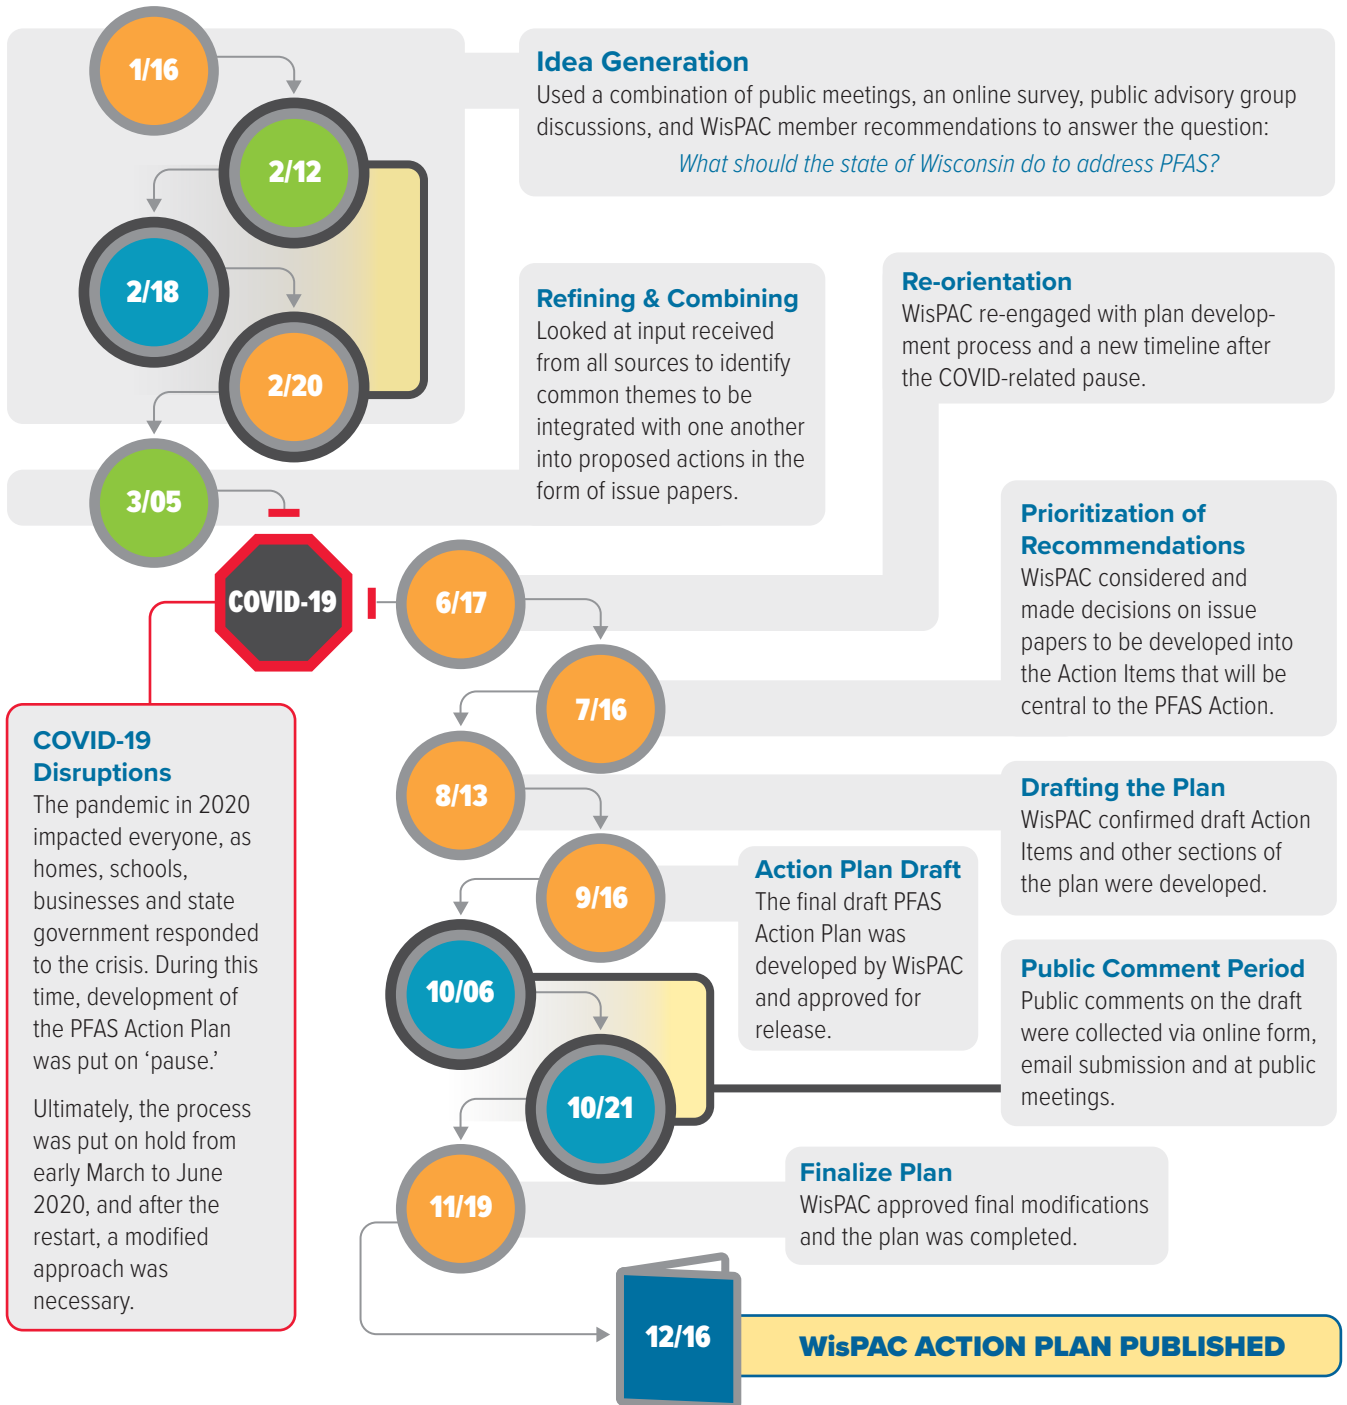 1/16
2/12
2/18
2/20
3/05
Idea Generation
Used a combination of public meetings, an online survey, public advisory group
discussions, and WisPAC member recommendations to answer the question:
What should the state of Wisconsin do to address PFAS?
Refining & Combining
Looked at input received
from all sources to identify
common themes to be
integrated with one another
into proposed actions in the
form of issue papers.
COVID-19
COVID-19
Disruptions
The pandemic in 2020
impacted everyone, as
homes, schools,
businesses and state
government responded
to the crisis. During this
time, development of
the PFAS Action Plan
was put on ‘pause.’
Ultimately, the process
was put on hold from
early March to June
2020, and after the
restart, a modified
approach was
necessary.
6/17
Re-orientation
WisPAC re-engaged with plan develop-
ment process and a new timeline after
the COVID-related pause.
7/16
Prioritization of
Recommendations
WisPAC considered and
made decisions on issue
papers to be developed into
the Action Items that will be
central to the PFAS Action.
8/13
Drafting the Plan
WisPAC confirmed draft Action
Items and other sections of
the plan were developed.
9/16
Action Plan Draft
The final draft PFAS
Action Plan was
developed by WisPAC
and approved for
release.
10/06
10/21
Public Comment Period
Public comments on the draft
were collected via online form,
email submission and at public
meetings.
11/19
Finalize Plan
WisPAC approved final modifications
and the plan was completed.
12/16
WisPAC ACTION PLAN PUBLISHED